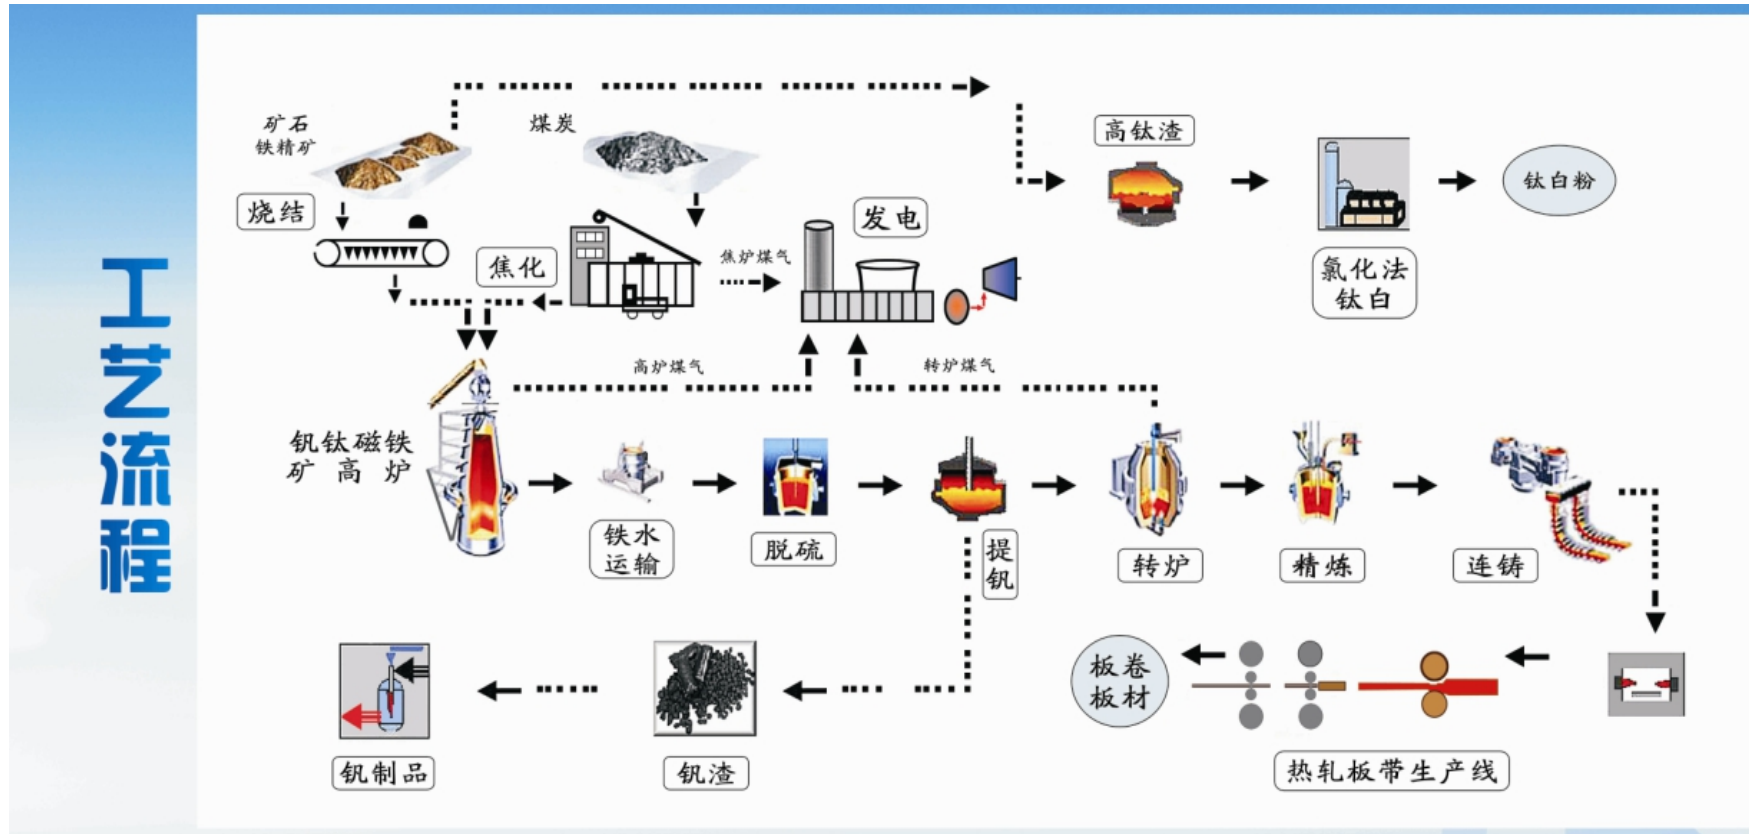 工艺流程
矿石
铁精矿
煤炭
高钛渣
钛白粉
烧结
发电
焦化
焦炉煤气
氯化法
钛白
高炉煤气
转炉煤气
钒钛磁铁
矿高炉
铁水
运输
脱硫
提钒
转炉
精炼
连铸
板卷
板材
钒制品
钒渣
热轧板带生产线